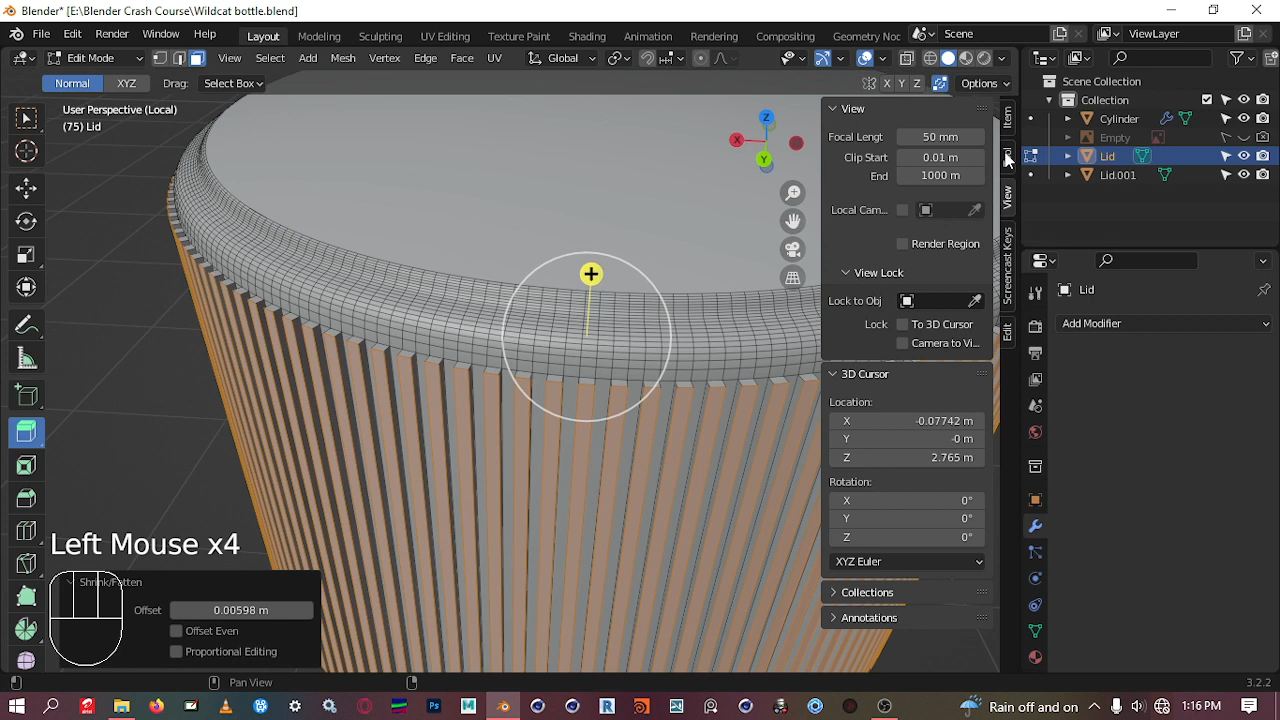 Blender* [E:\Blender Crash Course\Wildcat bottle.blend]
File Edit Render Window Help Layout Modeling Sculpting UV Editing Texture Paint Shading Animation Rendering Compositing Geometry Noc Scene ViewLayer
Edit Mode View Select Add Mesh Vertex Edge Face UV Global
Normal XYZ Drag: Select Box X Y Z Options
User Perspective (Local)
(75) Lid
Z
X
Y
View
Focal Lengt 50 mm
Clip Start 0.01 m
End 1000 m
Local Cam..
Render Region
View Lock
Lock to Obj
Lock To 3D Cursor
Camera to Vi...
3D Cursor
Location:
X -0.07742 m
Y -0 m
Z 2.765 m
Rotation:
X 0°
Y 0°
Z 0°
XYZ Euler
Collections
Annotations
Item
View
Screencast Keys
Edit
Scene Collection
Collection
Cylinder
Empty
Lid
Lid.001
Lid
Add Modifier
Left Mouse x4
Shrink/Fatten
Offset 0.00598 m
Offset Even
Proportional Editing
Pan View
3.2.2
Rain off and on 1:16 PM